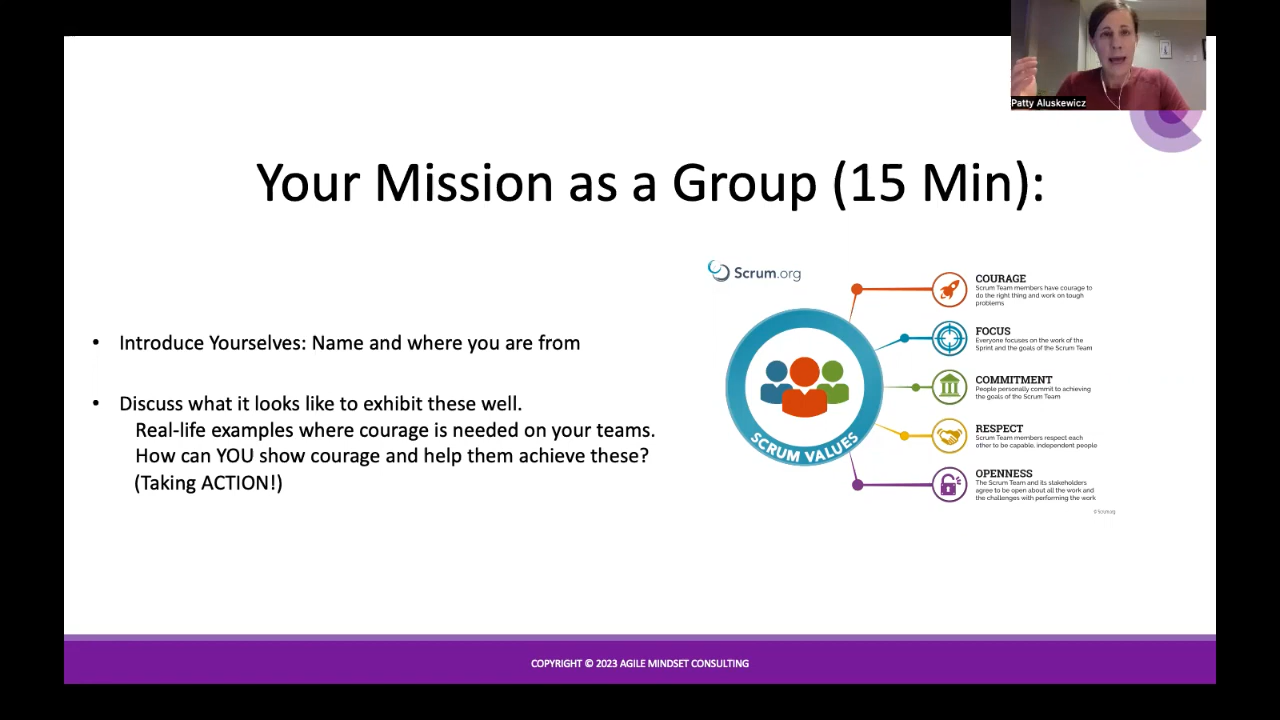 Patty Aluskewicz
Your Mission as a Group (15 Min):
• Introduce Yourselves: Name and where you are from
• Discuss what it looks like to exhibit these well.
Real-life examples where courage is needed on your teams.
How can YOU show courage and help them achieve these?
(Taking ACTION!)
Scrum.org
SCRUM VALUES
COURAGE
Scrum Team members have courage to
do the right thing and work on tough
problems
FOCUS
Everyone focuses on the work of the
Sprint and the goals of the Scrum Team
COMMITMENT
People personally commit to achieving
the goals of the Scrum Team
RESPECT
Scrum Team members respect each
other to be capable, independent people
OPENNESS
The Scrum Team and its stakeholders
agree to be open about all the work and
the challenges with performing the work
© Scrum.org
COPYRIGHT © 2023 AGILE MINDSET CONSULTING